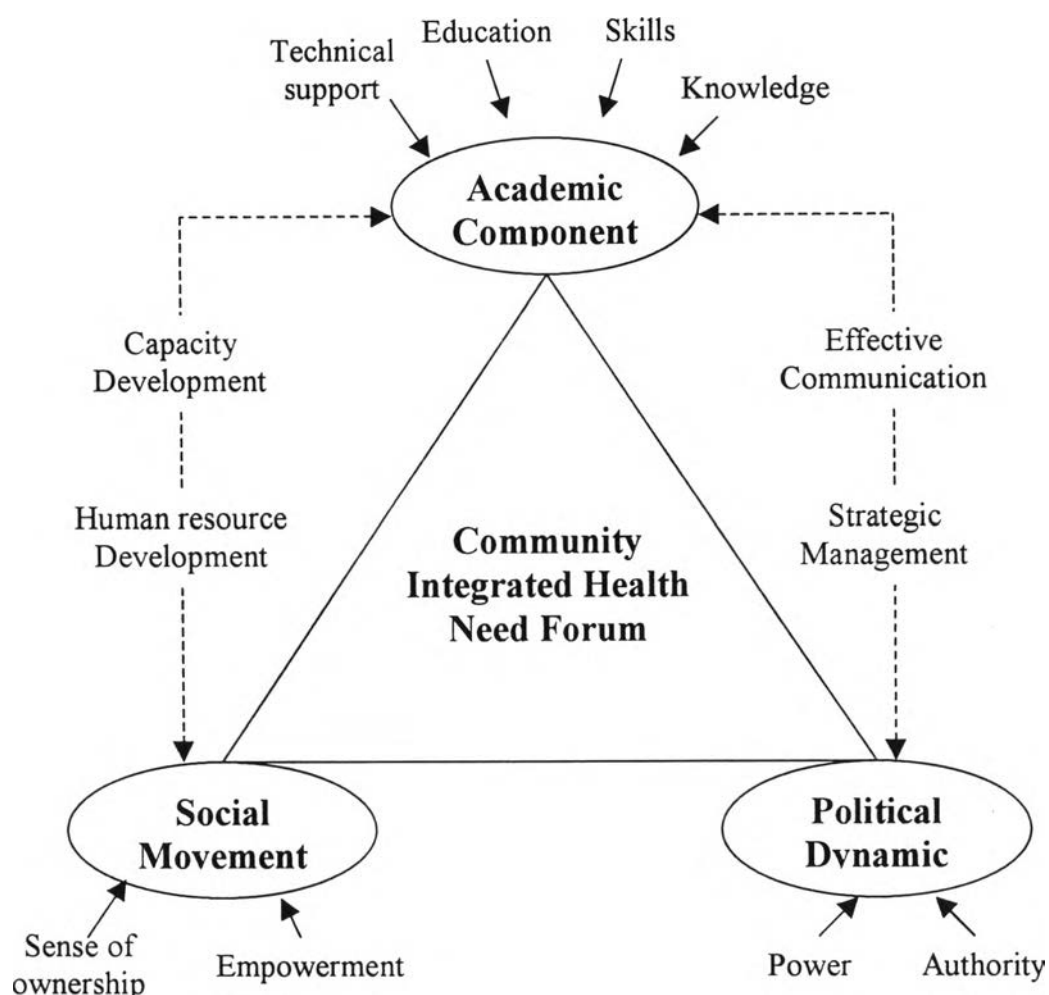 Education
Skills
Technical
support
Knowledge
Academic
Component
Capacity
Development
Effective
Communication
Human resource
Development
Strategic
Management
Community
Integrated Health
Need Forum
Social
Movement
Political
Dynamic
Sense of
ownership
Empowerment
Power
Authority